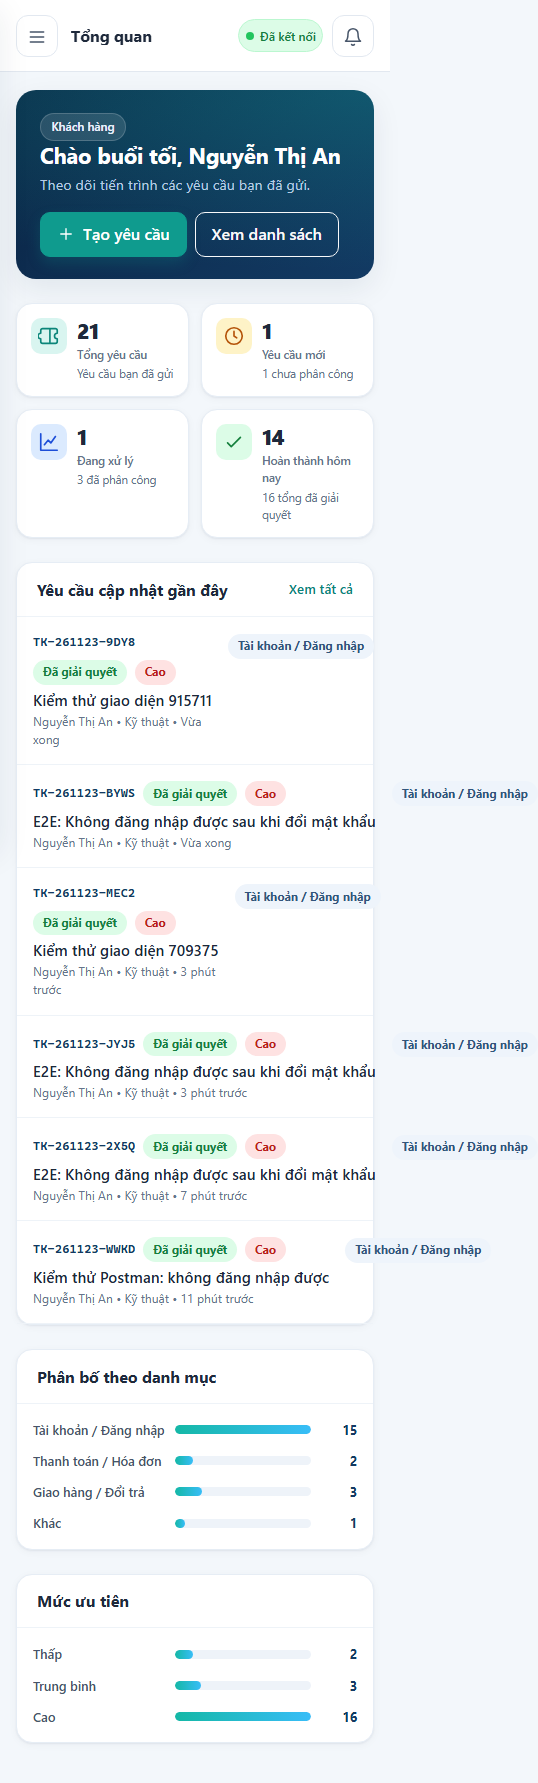 Tổng quan
Đã kết nối
Khách hàng
Chào buổi tối, Nguyễn Thị An
Theo dõi tiến trình các yêu cầu bạn đã gửi.
Tạo yêu cầu
Xem danh sách
21
Tổng yêu cầu
Yêu cầu bạn đã gửi
1
Yêu cầu mới
1 chưa phân công
1
Đang xử lý
3 đã phân công
14
Hoàn thành hôm
nay
16 tổng đã giải
quyết
Yêu cầu cập nhật gần đây
Xem tất cả
TK-261123-9DY8
Tài khoản / Đăng nhập
Đã giải quyết Cao
Kiểm thử giao diện 915711
Nguyễn Thị An • Kỹ thuật • Vừa
xong
TK-261123-BYWS Đã giải quyết Cao
Tài khoản / Đăng nhập
E2E: Không đăng nhập được sau khi đổi mật khẩu
Nguyễn Thị An • Kỹ thuật • Vừa xong
TK-261123-MEC2
Tài khoản / Đăng nhập
Đã giải quyết Cao
Kiểm thử giao diện 709375
Nguyễn Thị An • Kỹ thuật • 3 phút
trước
TK-261123-JYJ5 Đã giải quyết Cao
Tài khoản / Đăng nhập
E2E: Không đăng nhập được sau khi đổi mật khẩu
Nguyễn Thị An • Kỹ thuật • 3 phút trước
TK-261123-2X5Q Đã giải quyết Cao
Tài khoản / Đăng nhập
E2E: Không đăng nhập được sau khi đổi mật khẩu
Nguyễn Thị An • Kỹ thuật • 7 phút trước
TK-261123-WWKD Đã giải quyết Cao
Tài khoản / Đăng nhập
Kiểm thử Postman: không đăng nhập được
Nguyễn Thị An • Kỹ thuật • 11 phút trước
Phân bố theo danh mục
Tài khoản / Đăng nhập 15
Thanh toán / Hóa đơn 2
Giao hàng / Đổi trả 3
Khác 1
Mức ưu tiên
Thấp 2
Trung bình 3
Cao 16